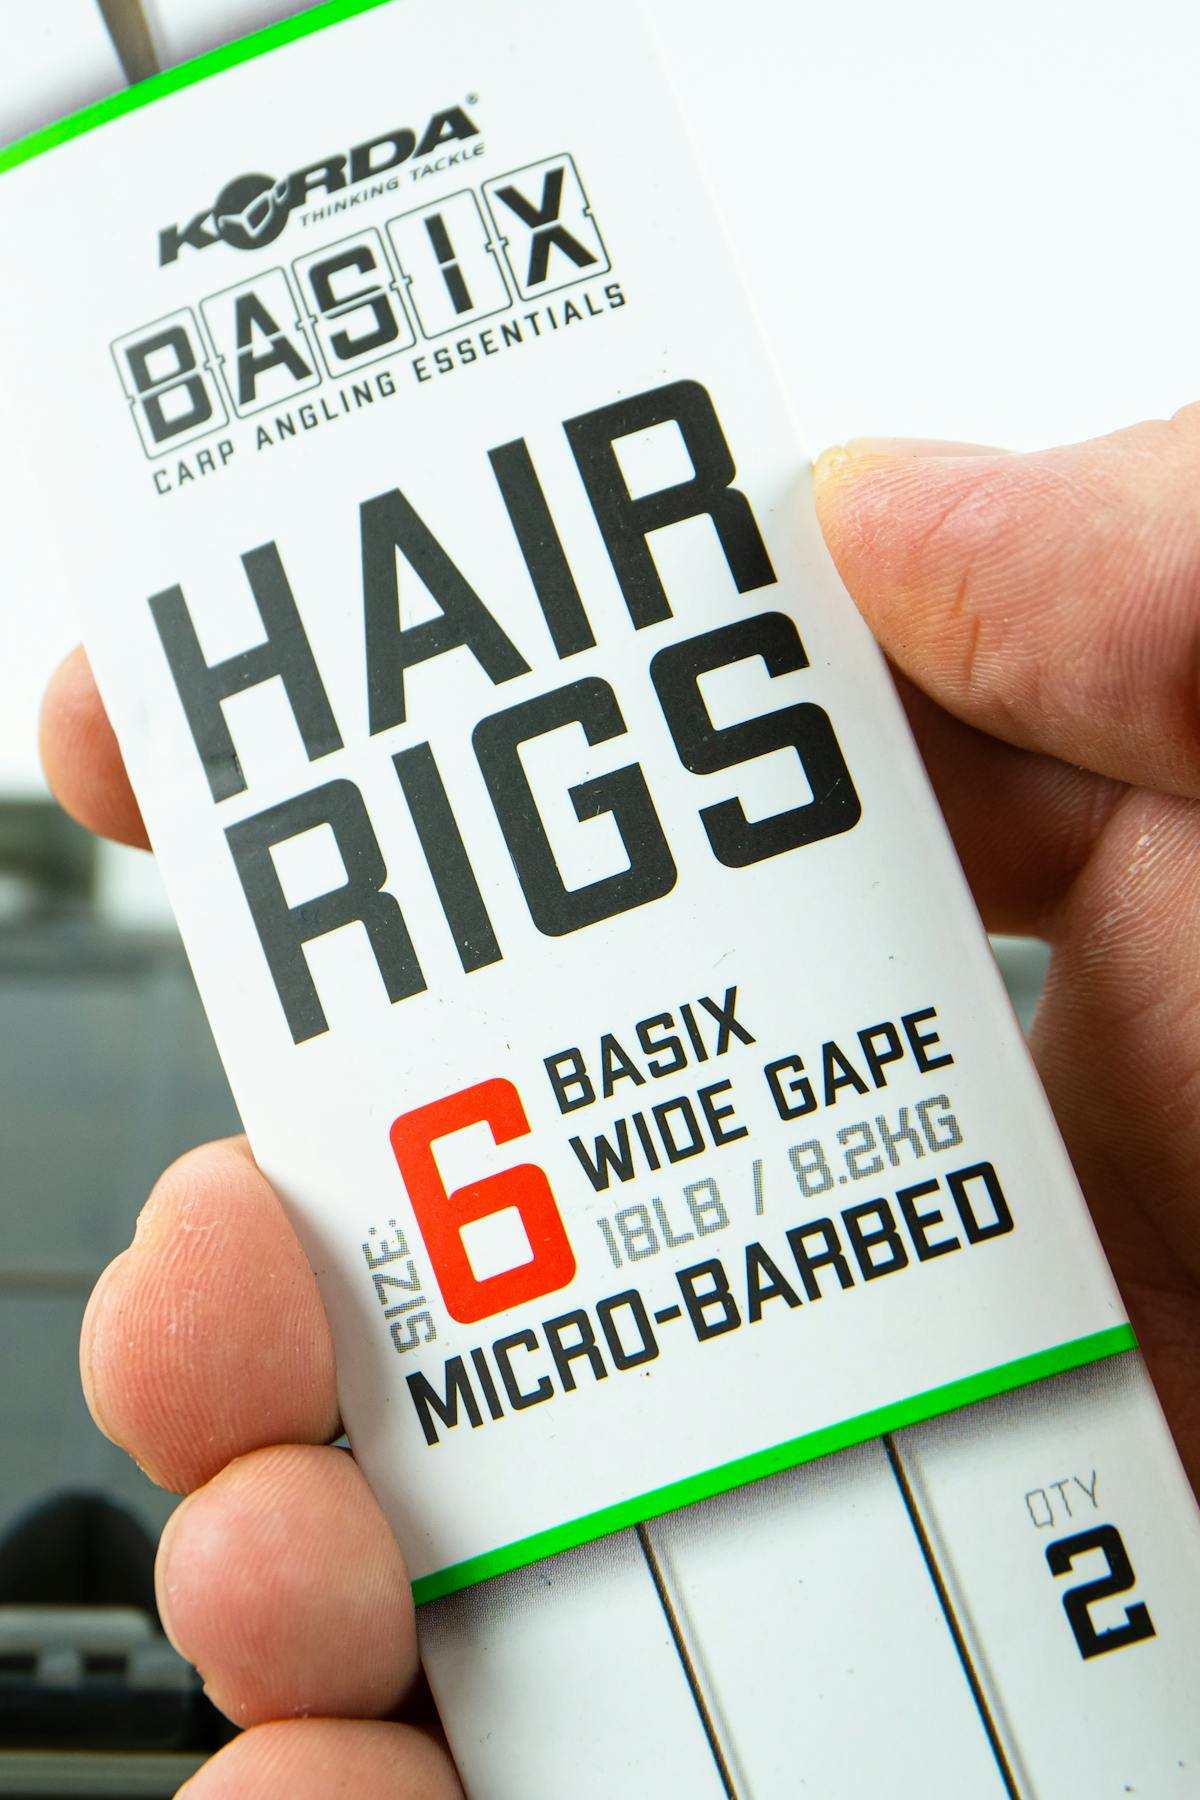 KORDA®
THINKING TACKLE
BASIX
CARP ANGLING ESSENTIALS
HAIR
RIGS
SIZE:
6
BASIX
WIDE GAPE
18LB / 8.2KG
MICRO-BARBED
QTY
2